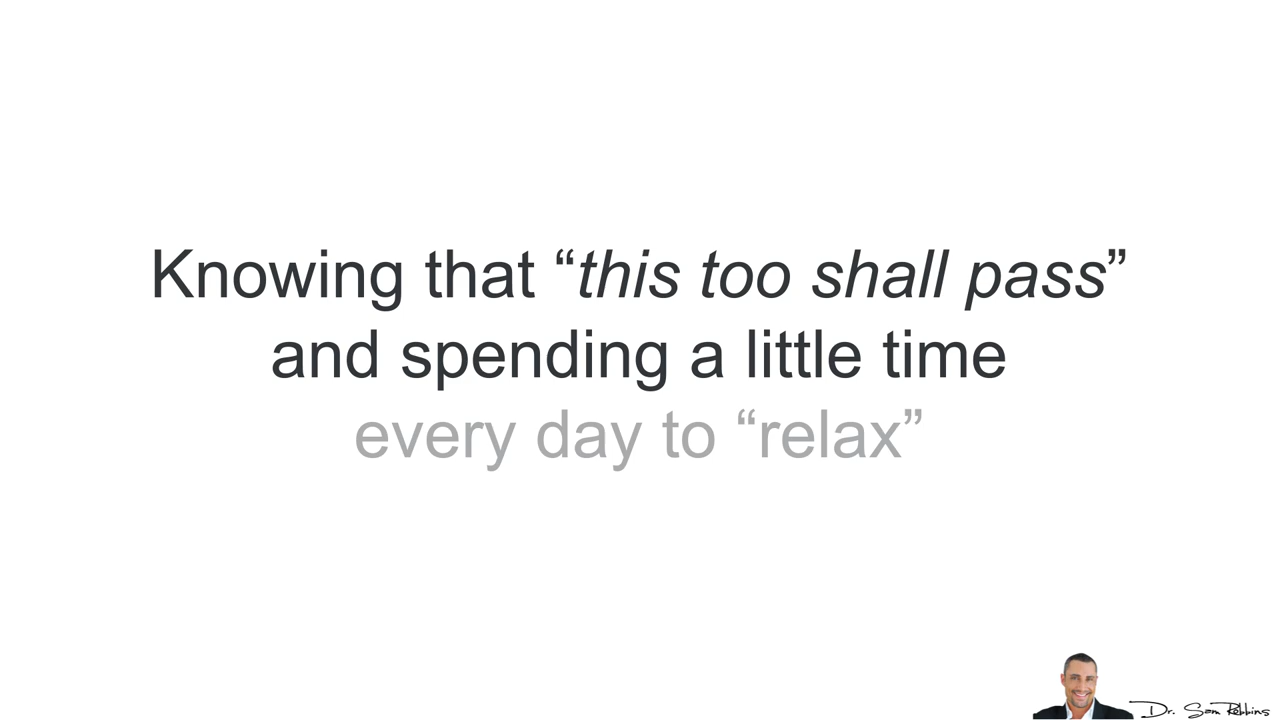 Knowing that “this too shall pass”
and spending a little time
every day to “relax”
Dr. Sam Robbins